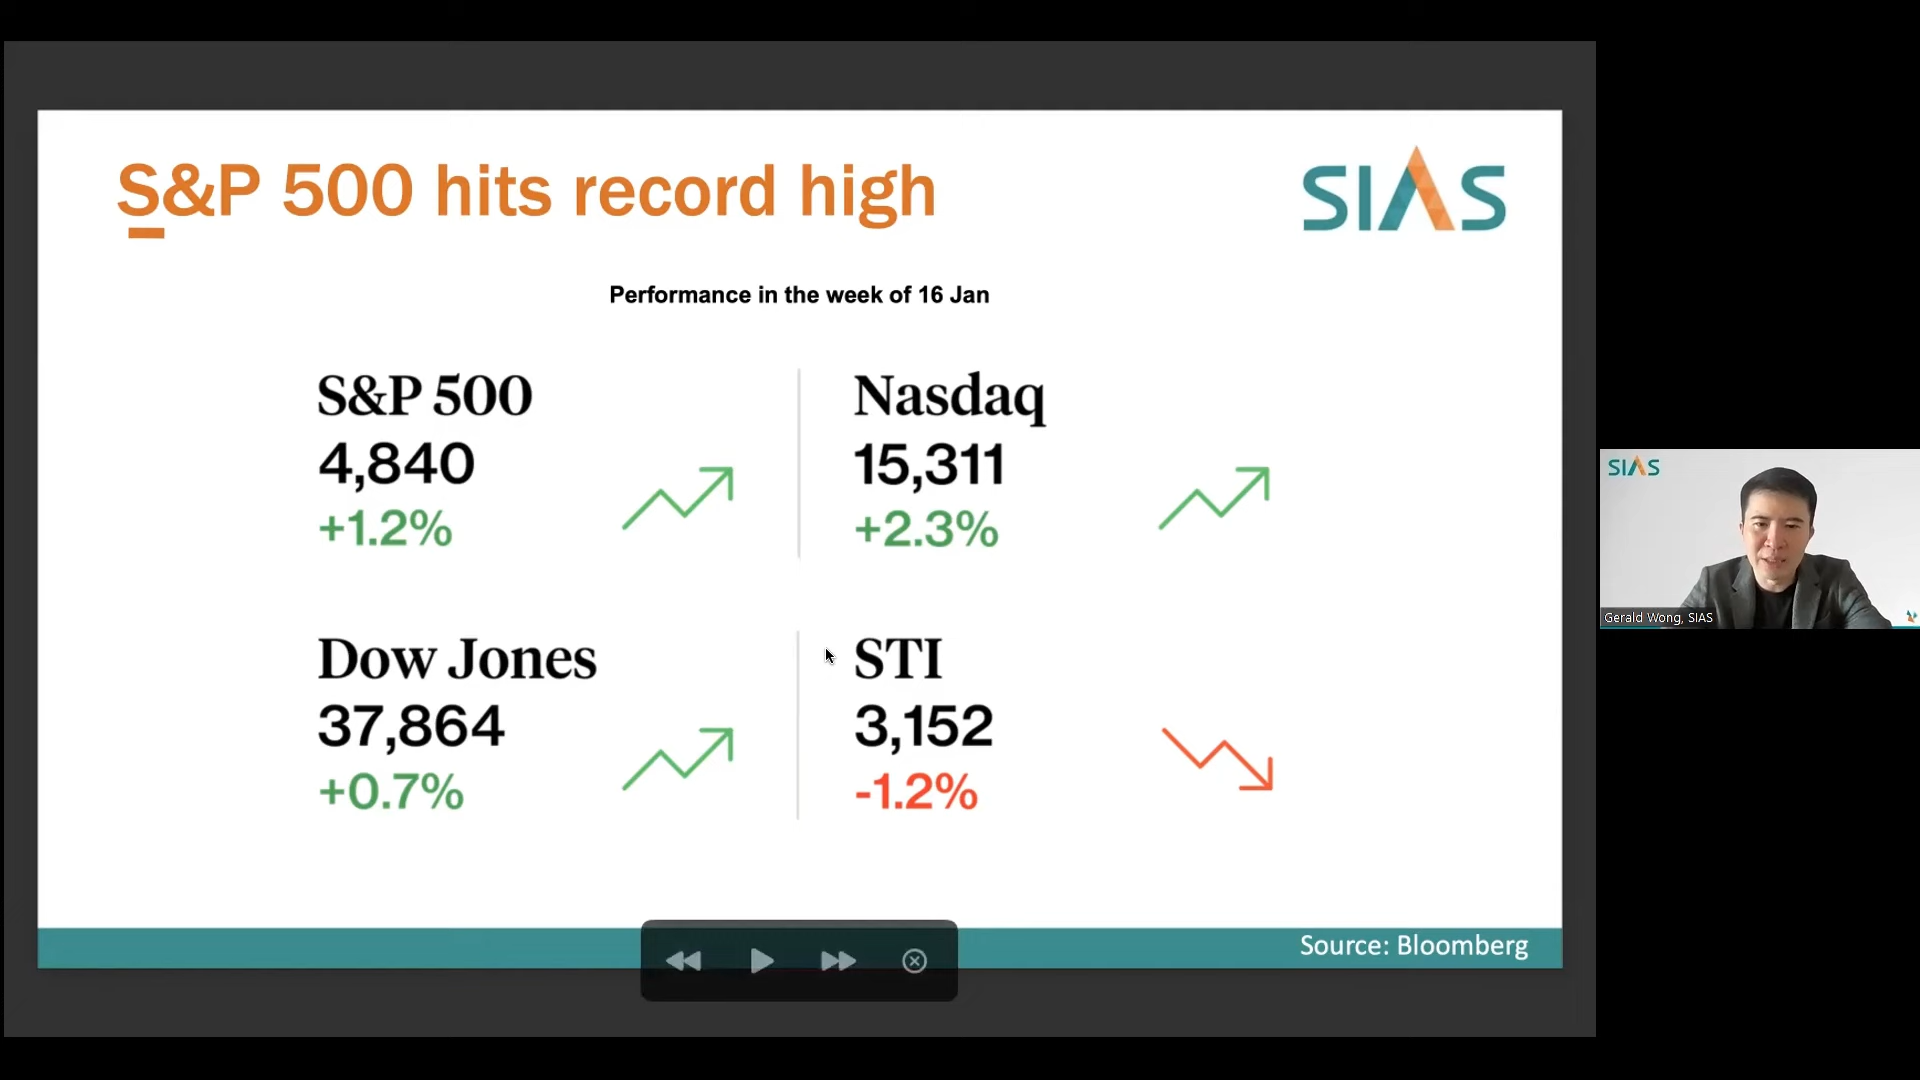 S&P 500 hits record high
SIAS
Performance in the week of 16 Jan
S&P 500
4,840
+1.2%
Nasdaq
15,311
+2.3%
Dow Jones
37,864
+0.7%
STI
3,152
-1.2%
Source: Bloomberg
SIAS
Gerald Wong, SIAS